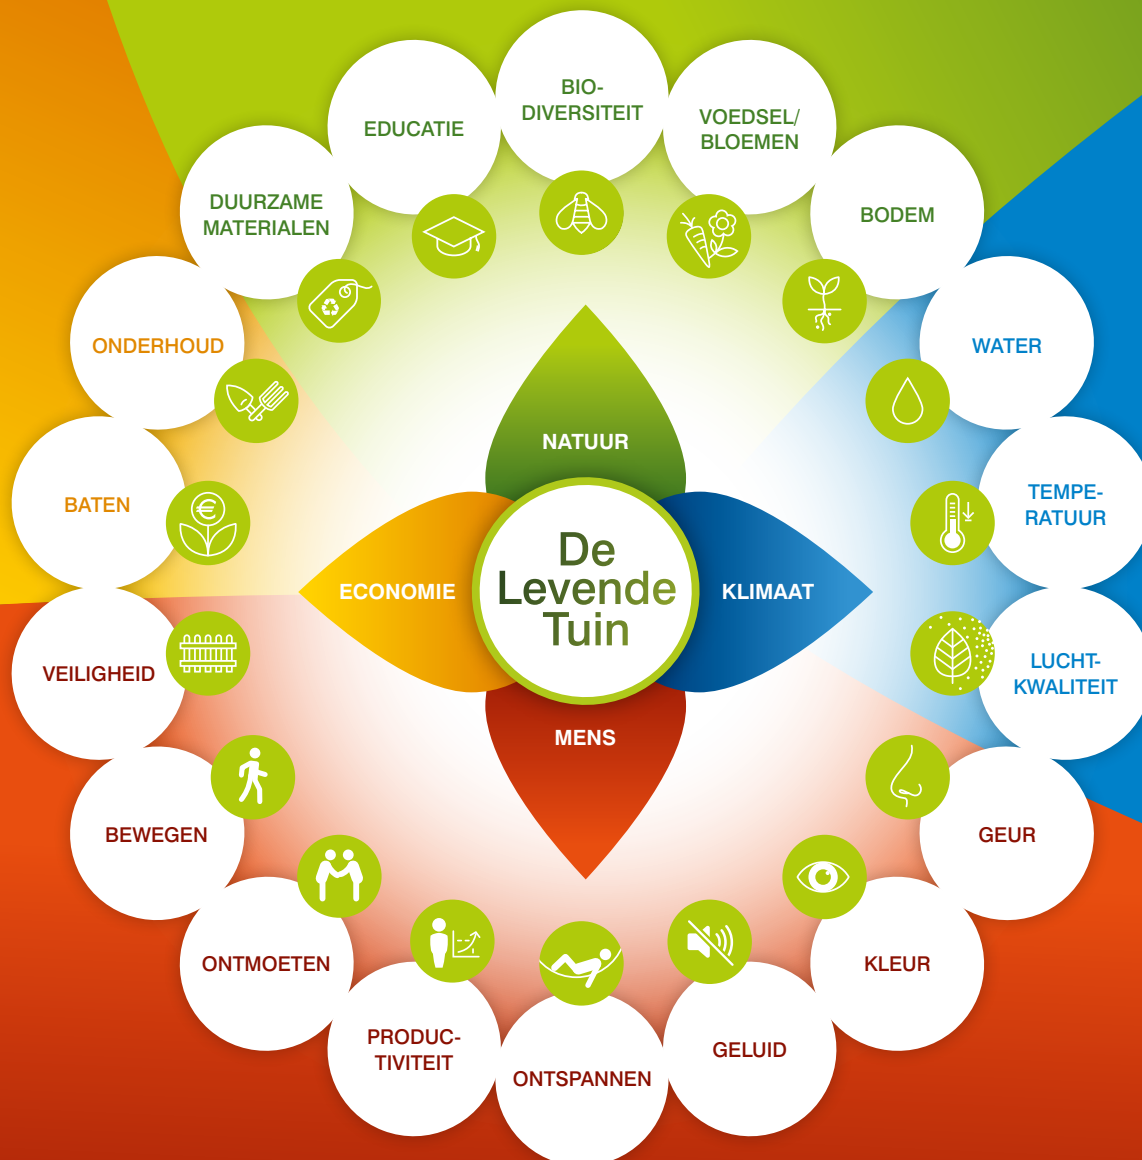 BIO-
DIVERSITEIT
VOEDSEL/
BLOEMEN
BODEM
WATER
TEMPE-
RATUUR
LUCHT-
KWALITEIT
GEUR
KLEUR
GELUID
ONTSPANNEN
PRODUC-
TIVITEIT
ONTMOETEN
BEWEGEN
VEILIGHEID
BATEN
ONDERHOUD
DUURZAME
MATERIALEN
EDUCATIE
€
NATUUR
ECONOMIE
De
Levende
Tuin
KLIMAAT
MENS